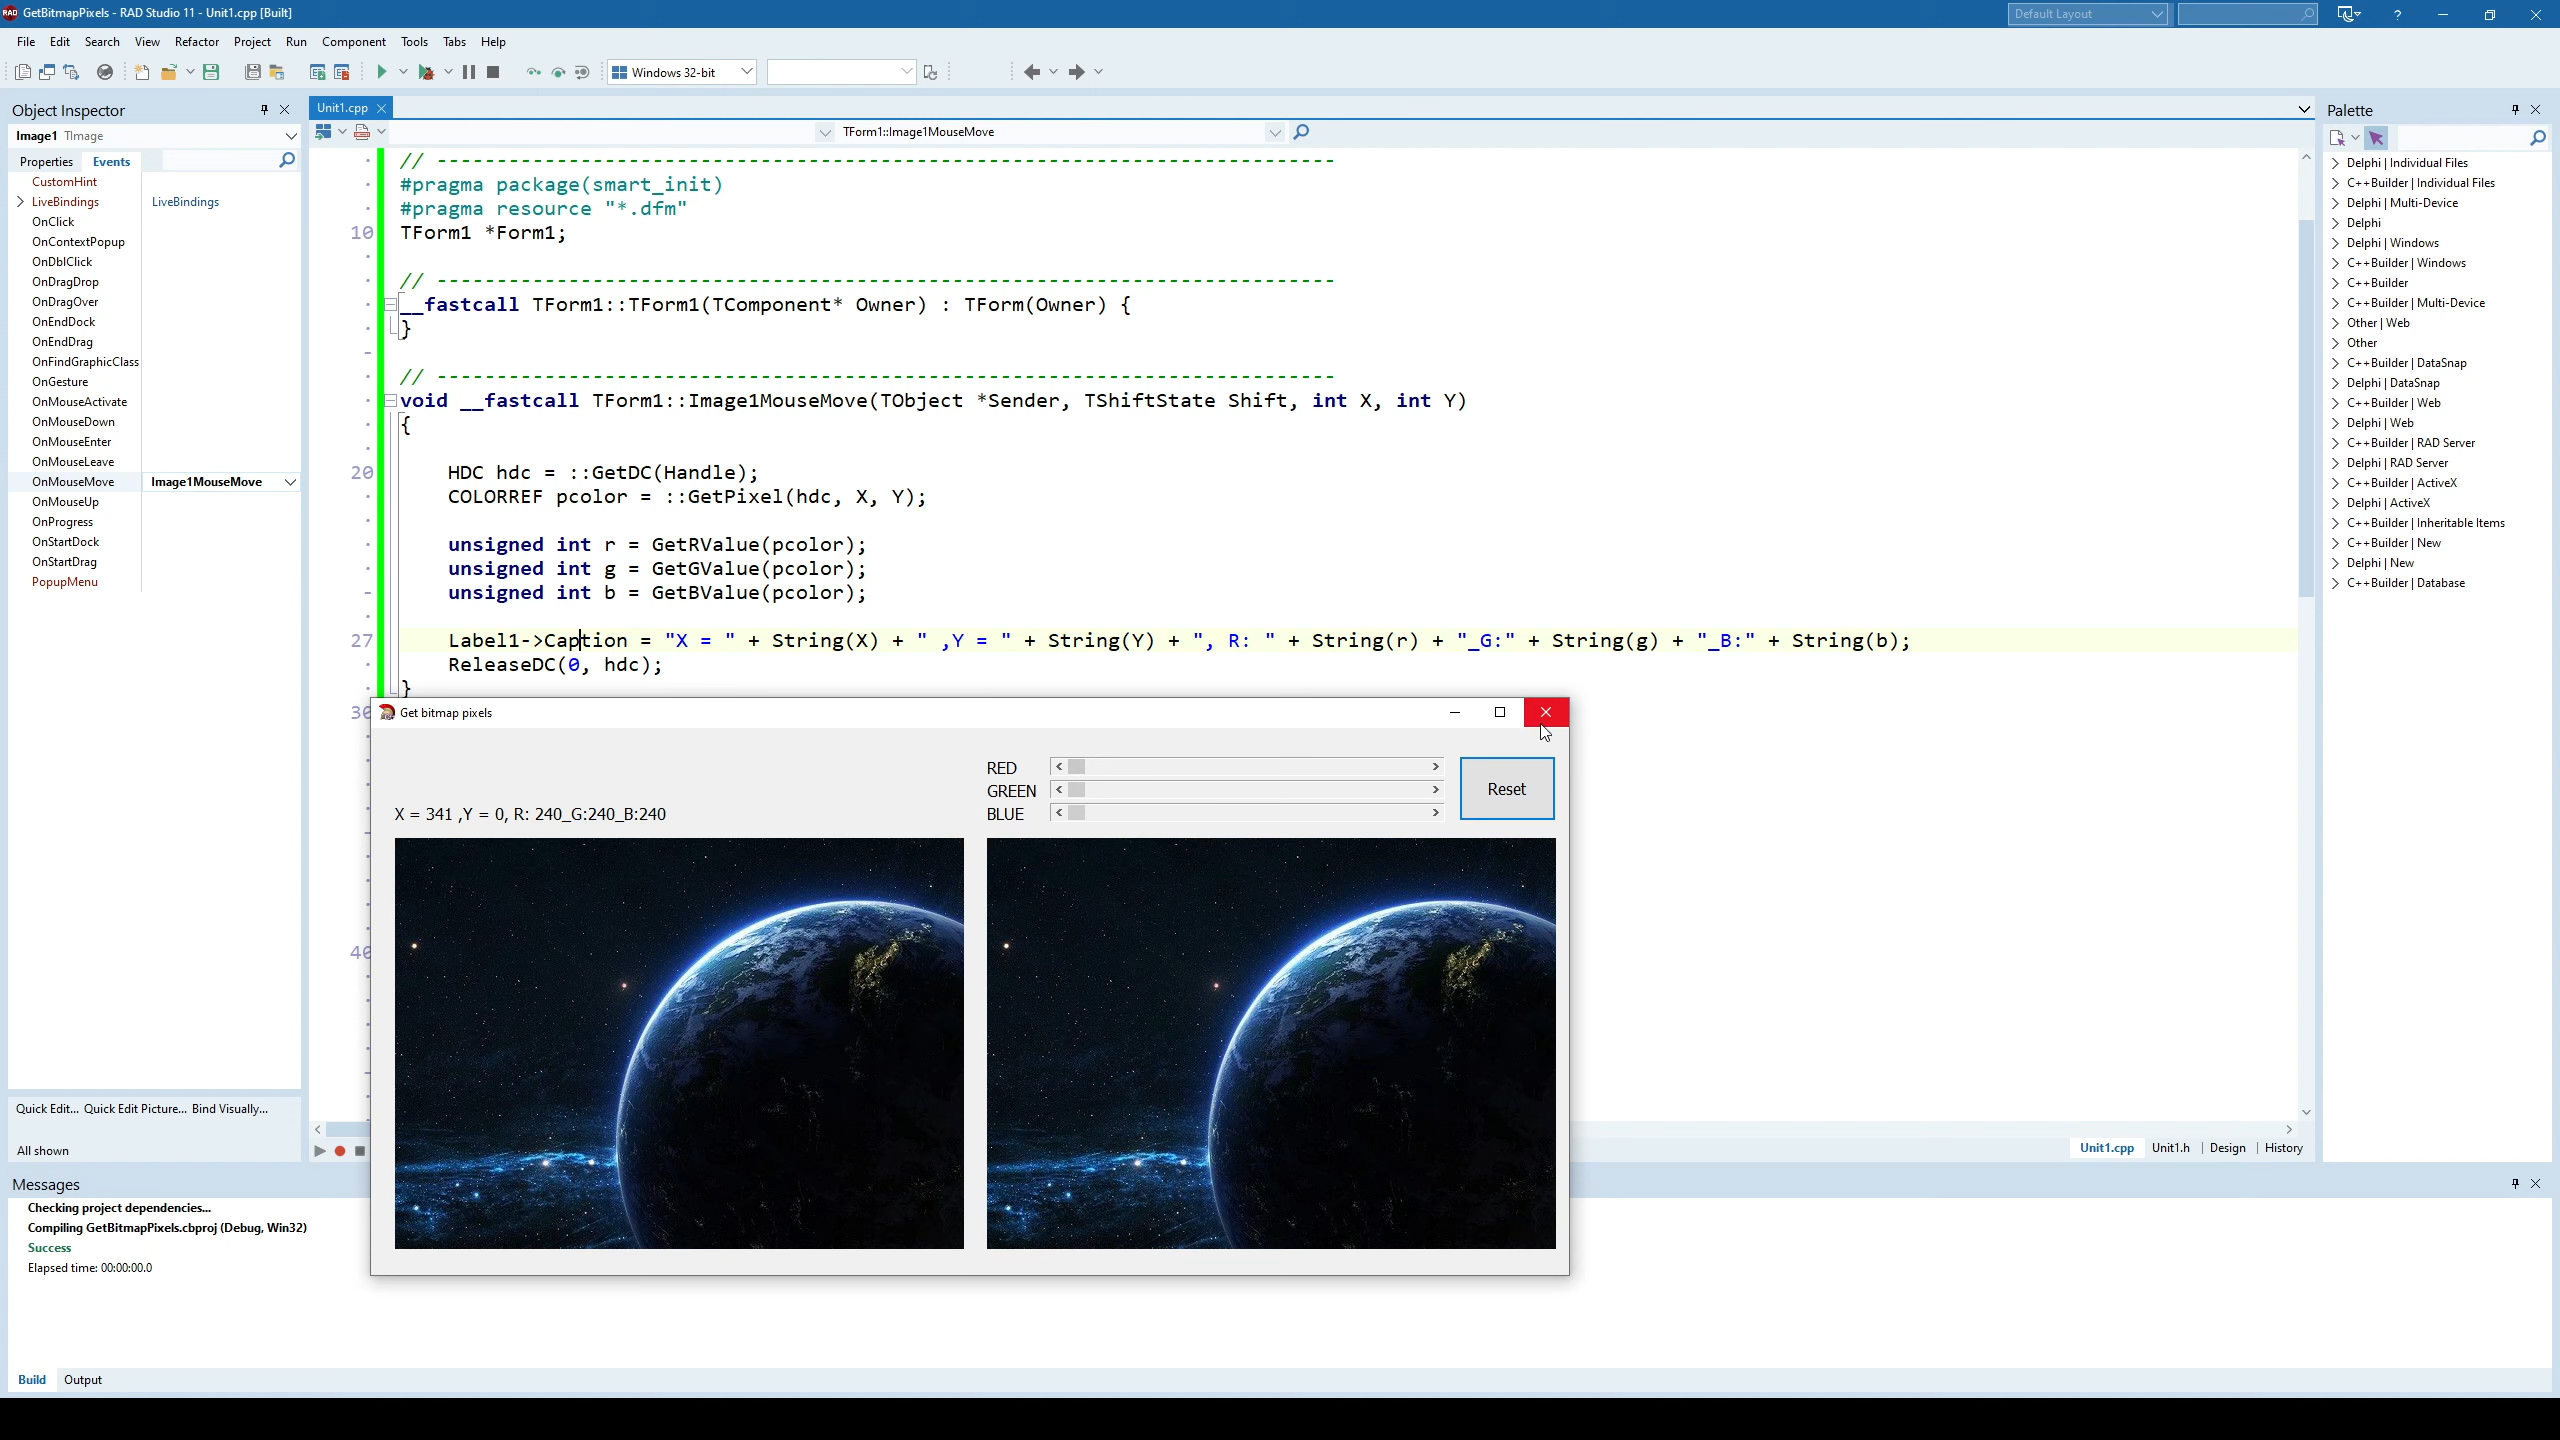 GetBitmapPixels - RAD Studio 11 - Unit1.cpp [Built]
Default Layout
File Edit Search View Refactor Project Run Component Tools Tabs Help
Windows 32-bit
Object Inspector
Image1 TImage
Properties Events
CustomHint
LiveBindings LiveBindings
OnClick
OnContextPopup
OnDblClick
OnDragDrop
OnDragOver
OnEndDock
OnEndDrag
OnFindGraphicClass
OnGesture
OnMouseActivate
OnMouseDown
OnMouseEnter
OnMouseLeave
OnMouseMove Image1MouseMove
OnMouseUp
OnProgress
OnStartDock
OnStartDrag
PopupMenu
Quick Edit... Quick Edit Picture... Bind Visually...
All shown
Unit1.cpp
TForm1::Image1MouseMove
// ---------------------------------------------------------------------------
#pragma package(smart_init)
#pragma resource "*.dfm"
10 TForm1 *Form1;
// ---------------------------------------------------------------------------
__fastcall TForm1::TForm1(TComponent* Owner) : TForm(Owner) {
}
// ---------------------------------------------------------------------------
void __fastcall TForm1::Image1MouseMove(TObject *Sender, TShiftState Shift, int X, int Y)
{
20 HDC hdc = ::GetDC(Handle);
COLORREF pcolor = ::GetPixel(hdc, X, Y);
unsigned int r = GetRValue(pcolor);
unsigned int g = GetGValue(pcolor);
unsigned int b = GetBValue(pcolor);
27 Label1->Caption = "X = " + String(X) + " ,Y = " + String(Y) + ", R: " + String(r) + "_G:" + String(g) + "_B:" + String(b);
ReleaseDC(0, hdc);
}
30
40
Get bitmap pixels
RED
GREEN
BLUE
Reset
X = 341 ,Y = 0, R: 240_G:240_B:240
Unit1.cpp Unit1.h Design History
Palette
Delphi | Individual Files
C++Builder | Individual Files
Delphi | Multi-Device
Delphi
Delphi | Windows
C++Builder | Windows
C++Builder
C++Builder | Multi-Device
Other | Web
Other
C++Builder | DataSnap
Delphi | DataSnap
C++Builder | Web
Delphi | Web
C++Builder | RAD Server
Delphi | RAD Server
C++Builder | ActiveX
Delphi | ActiveX
C++Builder | Inheritable Items
C++Builder | New
Delphi | New
C++Builder | Database
Messages
Checking project dependencies...
Compiling GetBitmapPixels.cbproj (Debug, Win32)
Success
Elapsed time: 00:00:00.0
Build Output